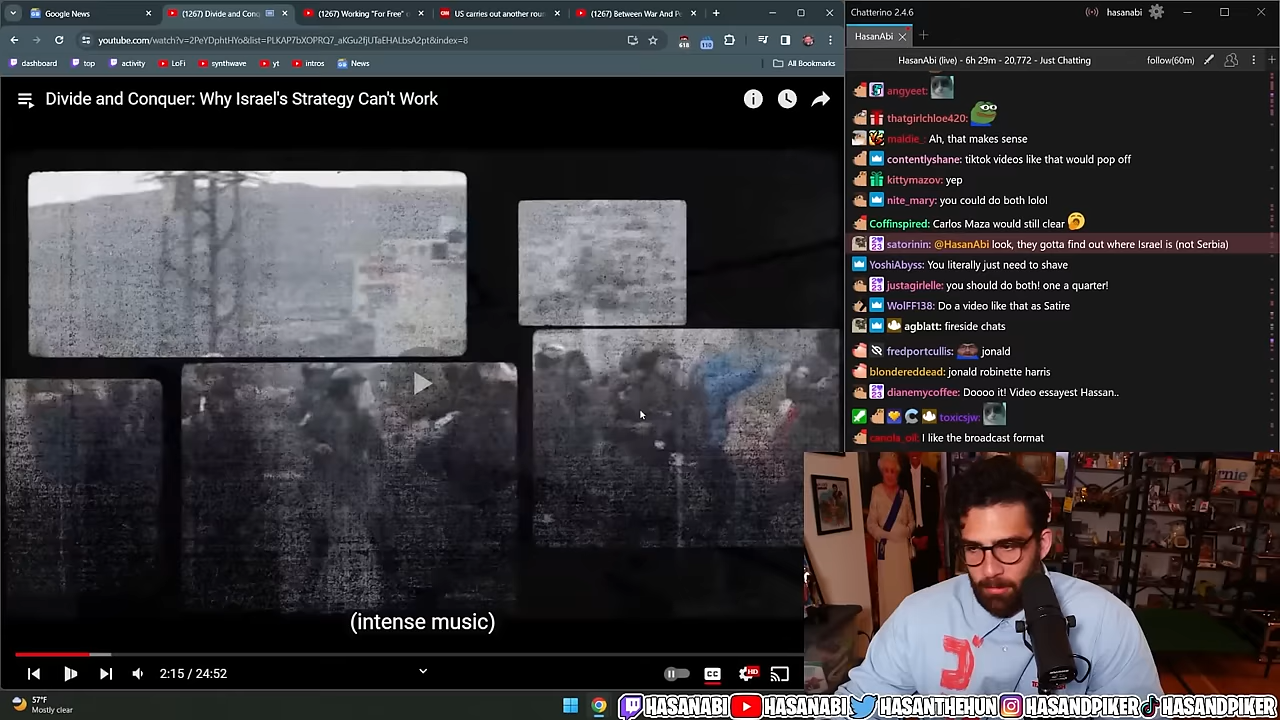 Google News
(1267) Divide and Conq
(1267) Working "For Free"
US carries out another roun
(1267) Between War And P
youtube.com/watch?v=2PeYDphtHYo&list=PLKAP7bXOPRQ7_aKGu2fjUTaEHALbsA2pt&index=8
618
110
dashboard
top
activity
LoFi
synthwave
yt
intros
News
All Bookmarks
Divide and Conquer: Why Israel's Strategy Can't Work
(intense music)
2:15 / 24:52
HD
57°F
Mostly clear
Chatterino 2.4.6
hasanabi
HasanAbi
HasanAbi (live) - 6h 29m - 20,772 - Just Chatting
follow(60m)
angyeet:
thatgirlchloe420:
maldie_: Ah, that makes sense
contentlyshane: tiktok videos like that would pop off
kittymazov: yep
nite_mary: you could do both lolol
Coffinspired: Carlos Maza would still clear
satorinin: @HasanAbi look, they gotta find out where Israel is (not Serbia)
YoshiAbyss: You literally just need to shave
justagirlelle: you should do both! one a quarter!
WolFF138: Do a video like that as Satire
agblatt: fireside chats
fredportcullis: jonald
blondereddead: jonald robinette harris
dianemycoffee: Doooo it! Video essayest Hassan..
toxicsjw:
canola_oil: I like the broadcast format
ernie
HASANABI HASANABI HASANTHEHUN HASANDPIKER HASANDPIKER